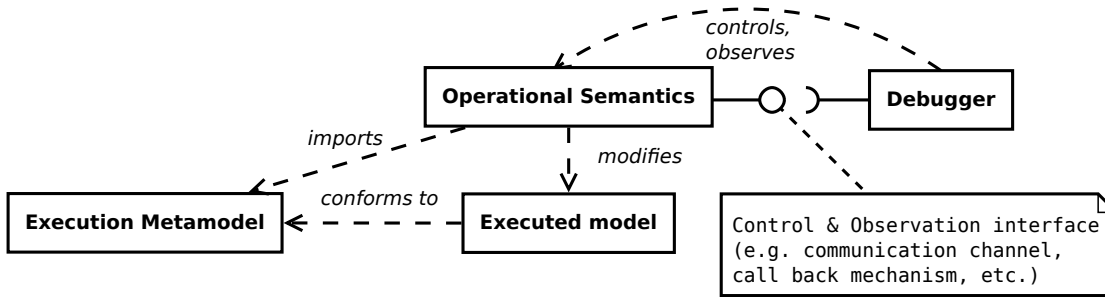 controls,
observes
Operational Semantics
Debugger
imports
modifies
conforms to
Execution Metamodel
Executed model
Control & Observation interface
(e.g. communication channel,
call back mechanism, etc.)